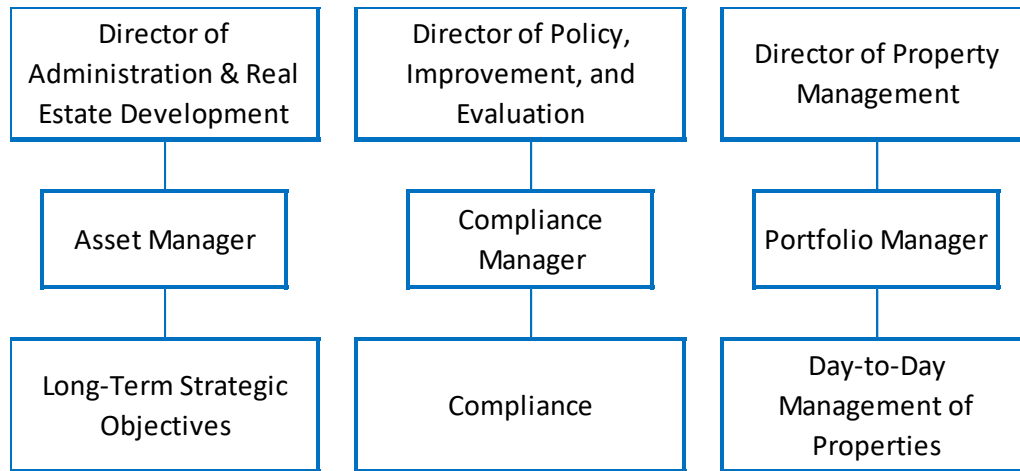 Director of
Administration & Real
Estate Development
Director of Policy,
Improvement, and
Evaluation
Director of Property
Management
Asset Manager
Compliance
Manager
Portfolio Manager
Long-Term Strategic
Objectives
Compliance
Day-to-Day
Management of
Properties